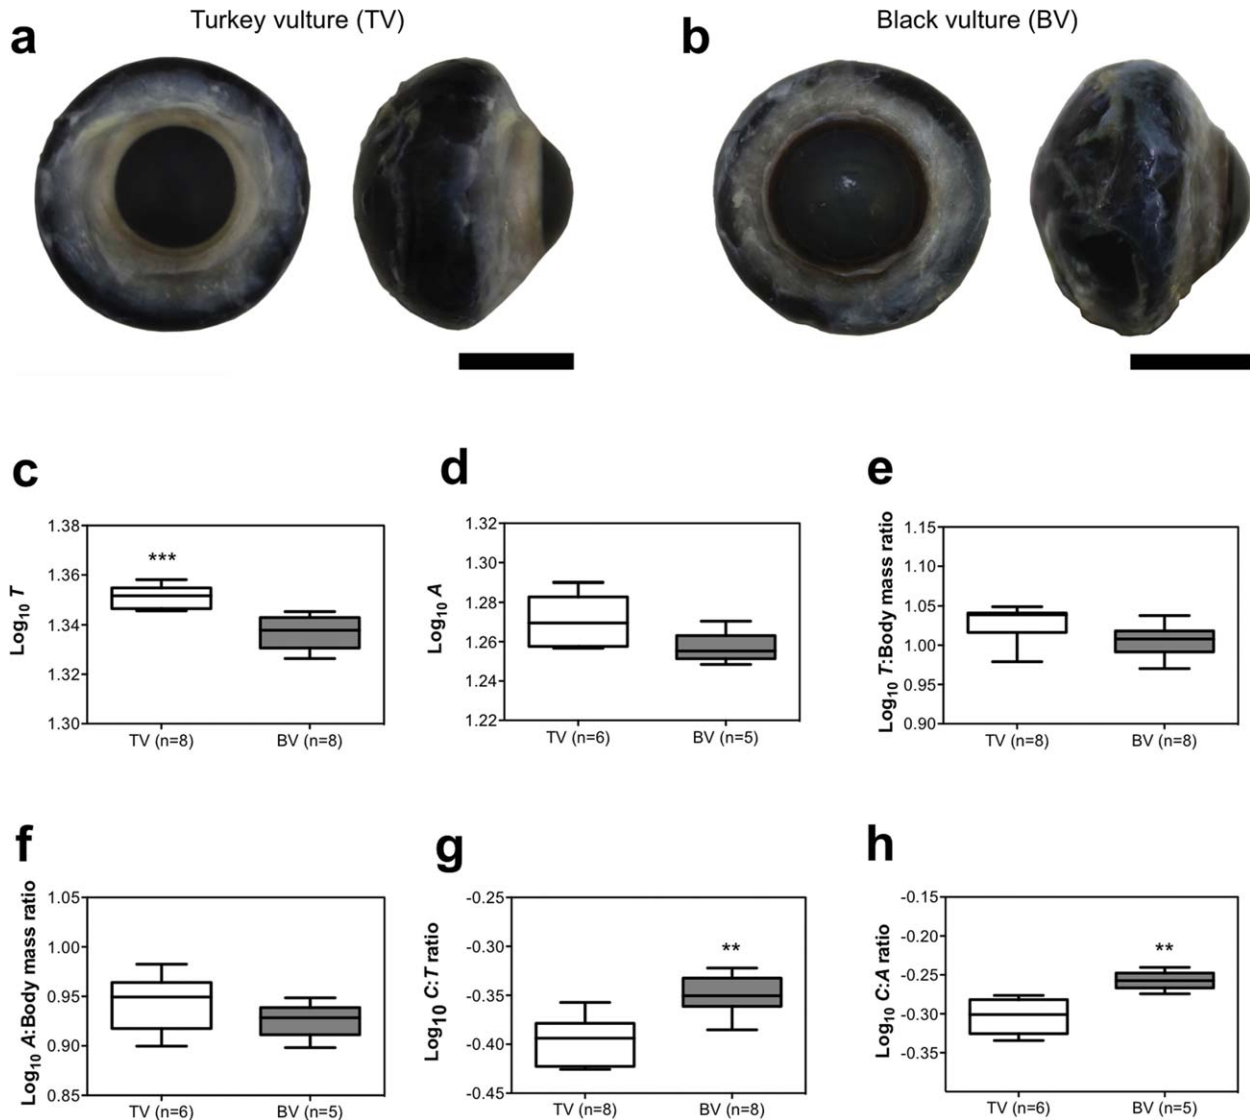 Turkey vulture (TV)
Black vulture (BV)
a
b
c
d
e
1.38
1.36
1.34
1.32
1.30
Log10 T
***
TV (n=8)
BV (n=8)
1.32
1.30
1.28
1.26
1.24
1.22
Log10 A
TV (n=6)
BV (n=5)
1.15
1.10
1.05
1.00
0.95
0.90
Log10 T:Body mass ratio
TV (n=8)
BV (n=8)
f
g
h
1.05
1.00
0.95
0.90
0.85
Log10 A:Body mass ratio
TV (n=6)
BV (n=5)
-0.25
-0.30
-0.35
-0.40
-0.45
Log10 C:T ratio
**
TV (n=8)
BV (n=8)
-0.15
-0.20
-0.25
-0.30
-0.35
Log10 C:A ratio
**
TV (n=6)
BV (n=5)